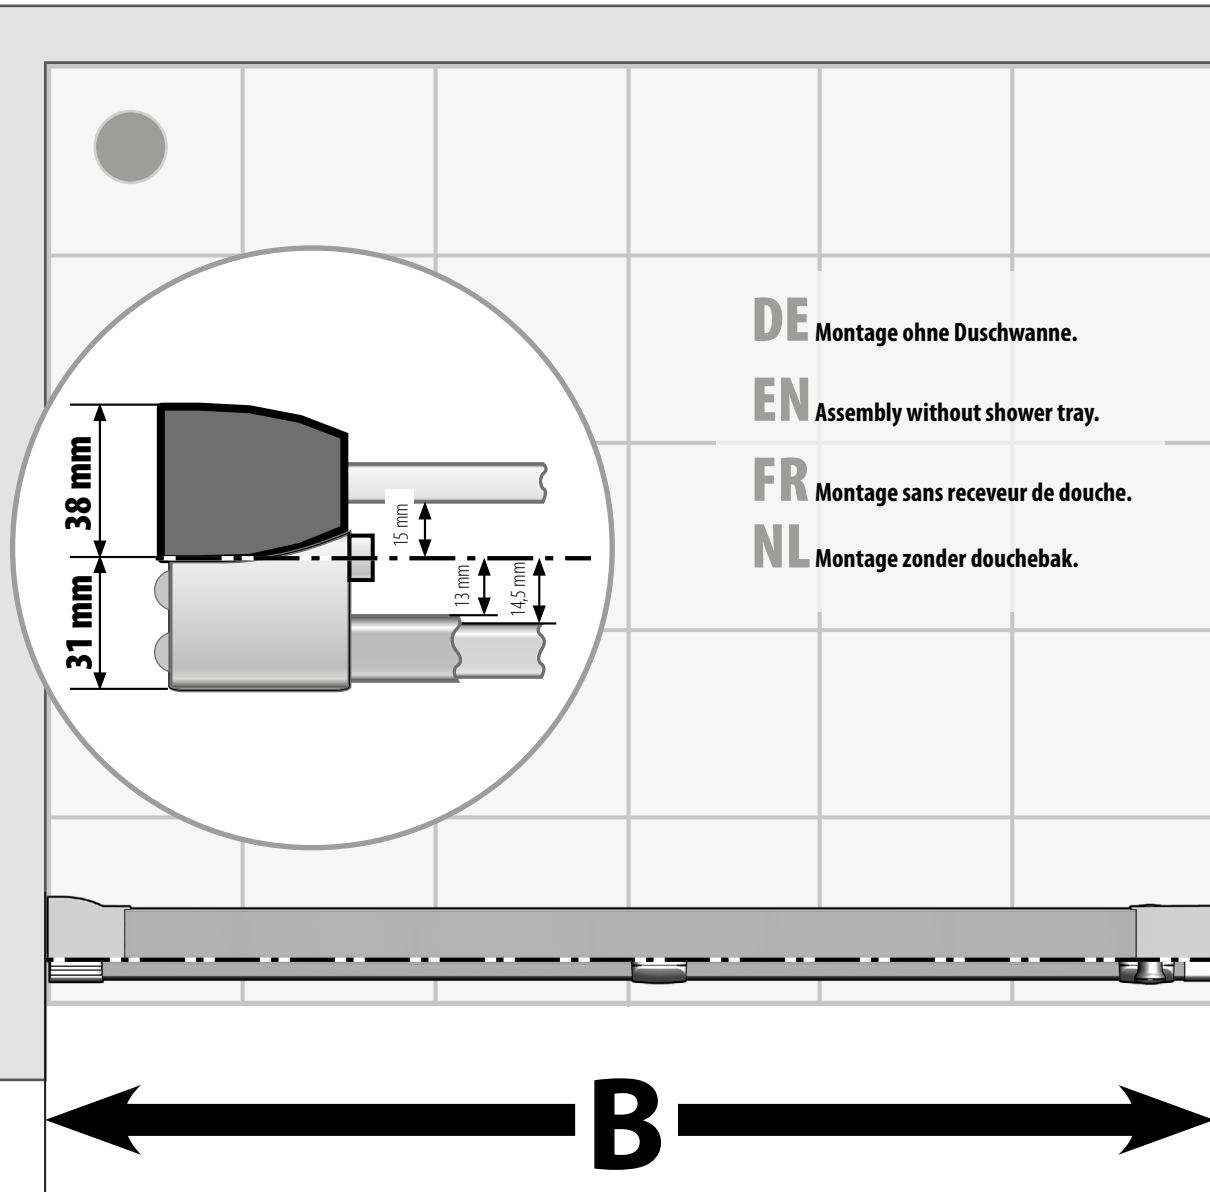 DE Montage ohne Duschwanne.
EN Assembly without shower tray.
FR Montage sans receveur de douche.
NL Montage zonder douchebak.
38 mm
31 mm
15 mm
13 mm
14,5 mm
B